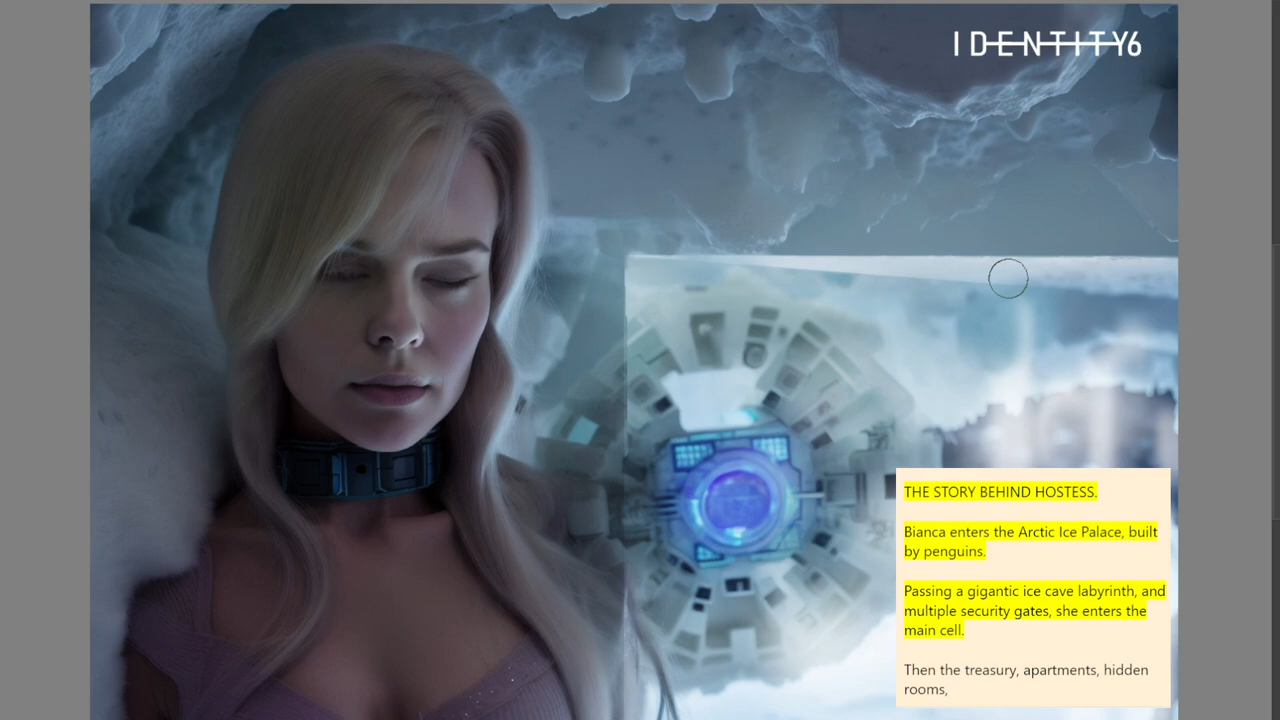 IDENTITY6
THE STORY BEHIND HOSTESS.
Bianca enters the Arctic Ice Palace, built
by penguins.
Passing a gigantic ice cave labyrinth, and
multiple security gates, she enters the
main cell.
Then the treasury, apartments, hidden
rooms,